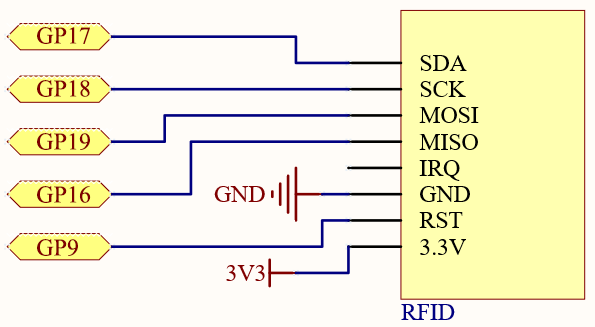 GP17
GP18
GP19
GP16
GP9
GND
3V3
SDA
SCK
MOSI
MISO
IRQ
GND
RST
3.3V
RFID